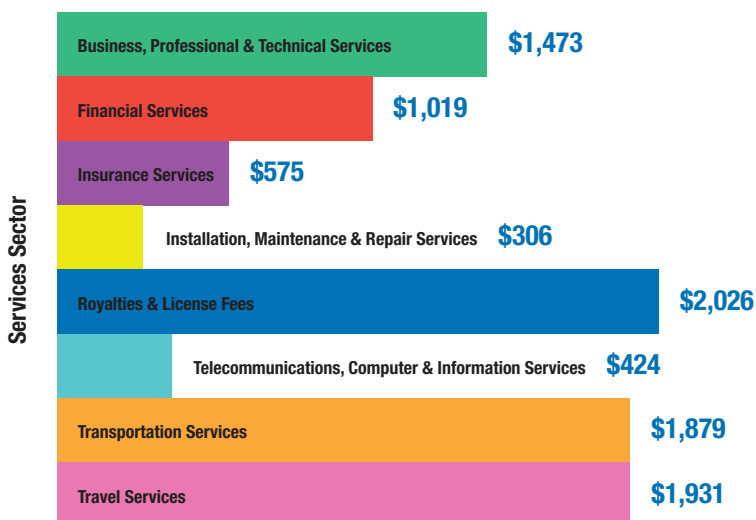 Services Sector
Business, Professional & Technical Services $1,473
Financial Services $1,019
Insurance Services $575
Installation, Maintenance & Repair Services $306
Royalties & License Fees $2,026
Telecommunications, Computer & Information Services $424
Transportation Services $1,879
Travel Services $1,931